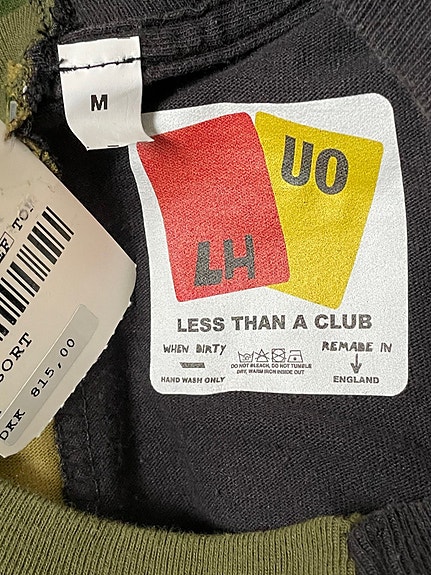 M
UO
LH
LESS THAN A CLUB
WHEN DIRTY
HAND WASH ONLY
DO NOT BLEACH, DO NOT TUMBLE
DRY, WARM IRON INSIDE OUT
REMADE IN
ENGLAND
SORT
DKK 815,00